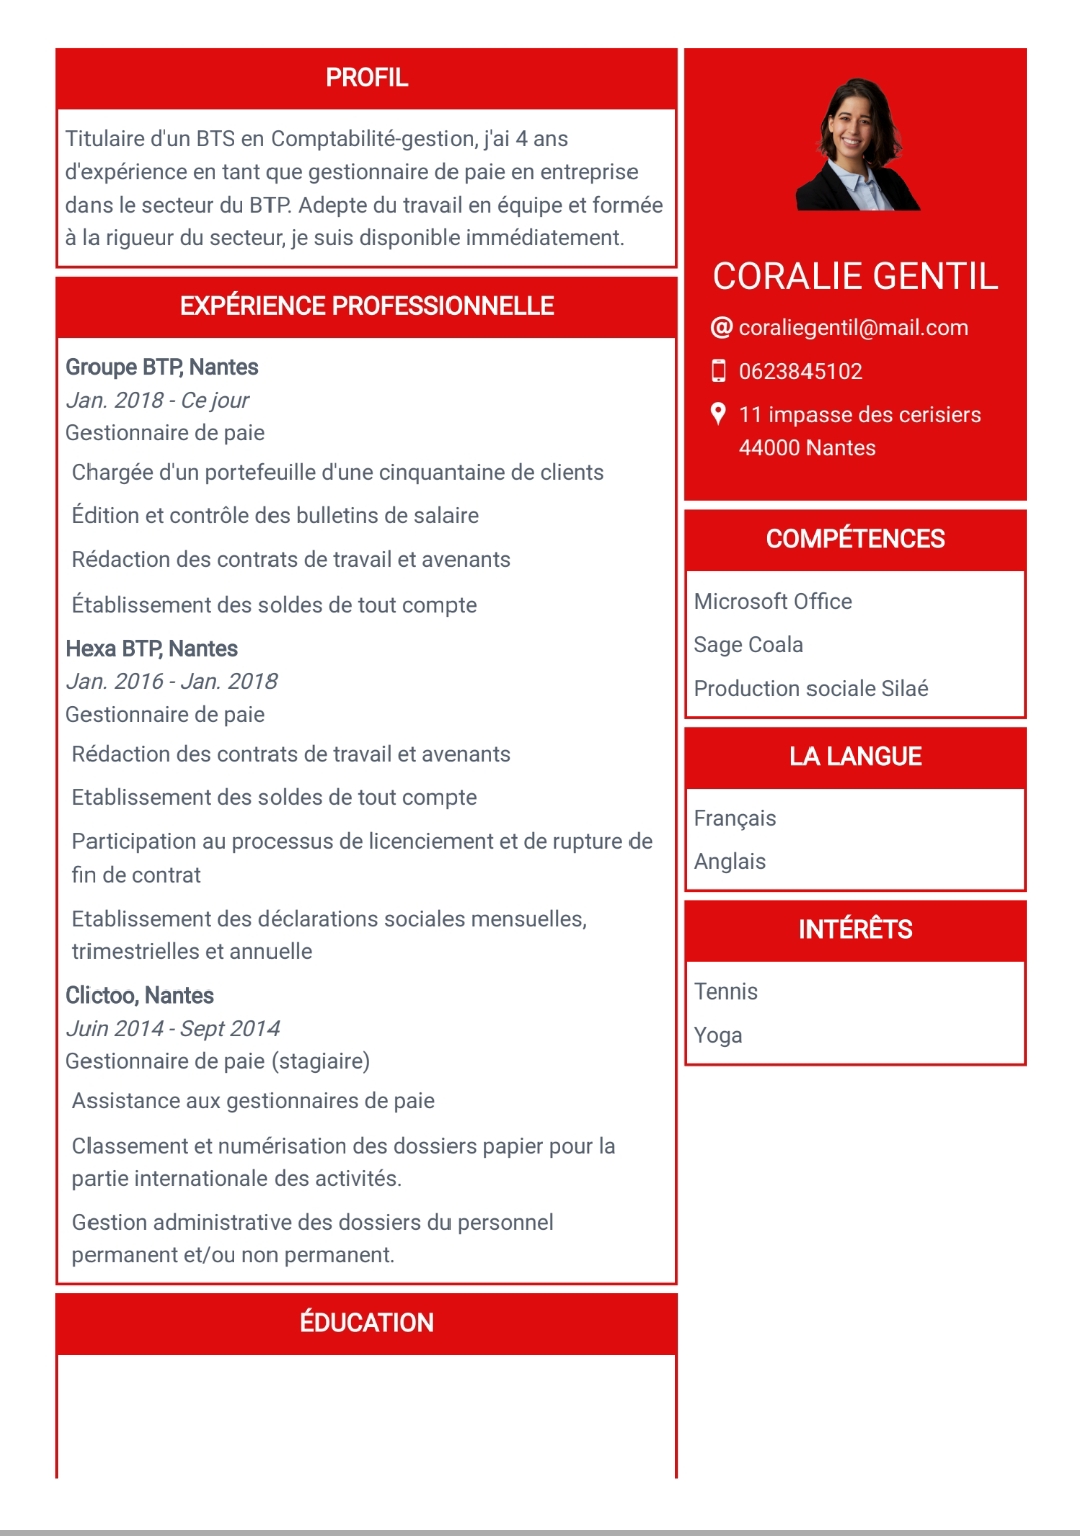 PROFIL
Titulaire d'un BTS en Comptabilité-gestion, j'ai 4 ans
d'expérience en tant que gestionnaire de paie en entreprise
dans le secteur du BTP. Adepte du travail en équipe et formée
à la rigueur du secteur, je suis disponible immédiatement.
EXPÉRIENCE PROFESSIONNELLE
Groupe BTP, Nantes
Jan. 2018 - Ce jour
Gestionnaire de paie
Chargée d'un portefeuille d'une cinquantaine de clients
Édition et contrôle des bulletins de salaire
Rédaction des contrats de travail et avenants
Établissement des soldes de tout compte
Hexa BTP, Nantes
Jan. 2016 - Jan. 2018
Gestionnaire de paie
Rédaction des contrats de travail et avenants
Etablissement des soldes de tout compte
Participation au processus de licenciement et de rupture de
fin de contrat
Etablissement des déclarations sociales mensuelles,
trimestrielles et annuelle
Clictoo, Nantes
Juin 2014 - Sept 2014
Gestionnaire de paie (stagiaire)
Assistance aux gestionnaires de paie
Classement et numérisation des dossiers papier pour la
partie internationale des activités.
Gestion administrative des dossiers du personnel
permanent et/ou non permanent.
ÉDUCATION
CORALIE GENTIL
coraliegentil@mail.com
0623845102
11 impasse des cerisiers
44000 Nantes
COMPÉTENCES
Microsoft Office
Sage Coala
Production sociale Silaé
LA LANGUE
Français
Anglais
INTÉRÊTS
Tennis
Yoga